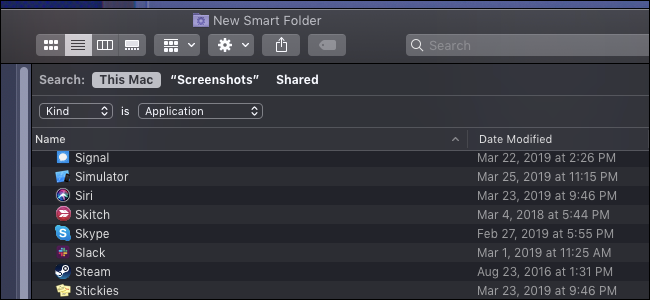 New Smart Folder
Search
Search: This Mac “Screenshots” Shared
Kind is Application
Name Date Modified
Signal Mar 22, 2019 at 2:26 PM
Simulator Mar 25, 2019 at 11:15 PM
Siri Mar 23, 2019 at 9:46 PM
Skitch Mar 4, 2018 at 5:44 PM
Skype Feb 27, 2019 at 5:55 PM
Slack Mar 1, 2019 at 11:25 AM
Steam Aug 23, 2016 at 1:31 PM
Stickies Mar 23, 2019 at 9:46 PM